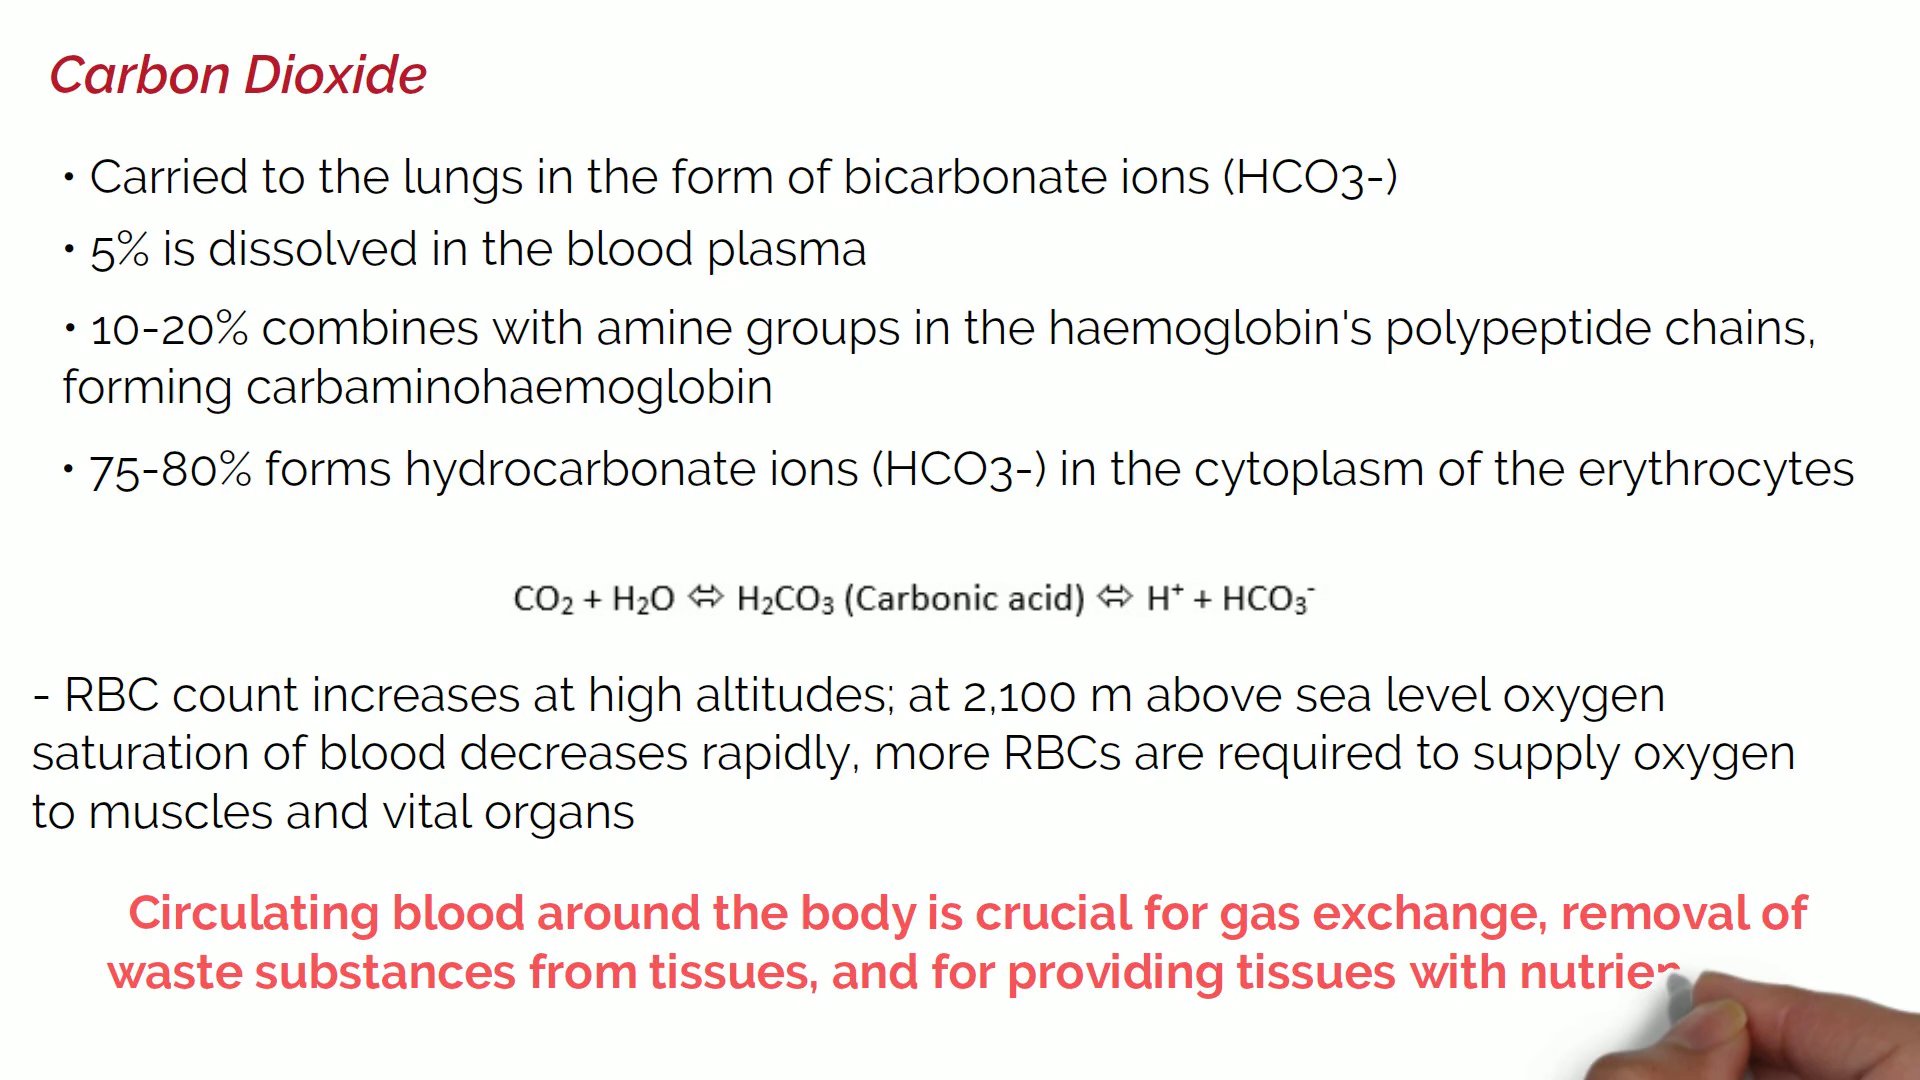 Carbon Dioxide
• Carried to the lungs in the form of bicarbonate ions (HCO3-)
• 5% is dissolved in the blood plasma
• 10-20% combines with amine groups in the haemoglobin's polypeptide chains,
forming carbaminohaemoglobin
• 75-80% forms hydrocarbonate ions (HCO3-) in the cytoplasm of the erythrocytes
CO₂ + H₂O ⇔ H₂CO₃ (Carbonic acid) ⇔ H⁺ + HCO₃⁻
- RBC count increases at high altitudes; at 2,100 m above sea level oxygen
saturation of blood decreases rapidly, more RBCs are required to supply oxygen
to muscles and vital organs
Circulating blood around the body is crucial for gas exchange, removal of
waste substances from tissues, and for providing tissues with